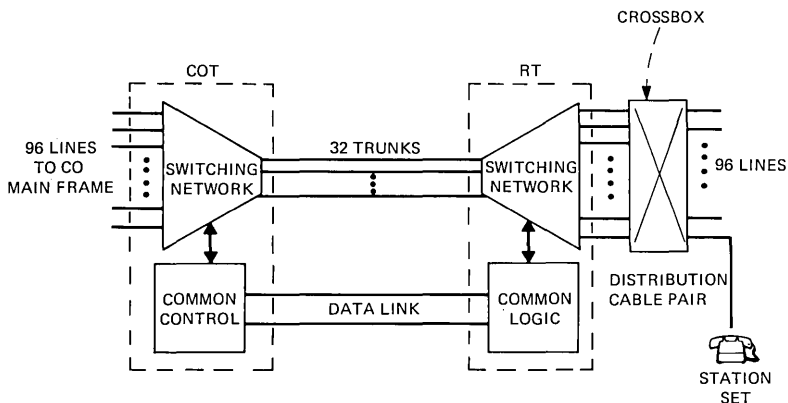 CROSSBOX
COT
RT
96 LINES
TO CO
MAIN FRAME
SWITCHING
NETWORK
32 TRUNKS
SWITCHING
NETWORK
96 LINES
COMMON
CONTROL
DATA LINK
COMMON
LOGIC
DISTRIBUTION
CABLE PAIR
STATION
SET